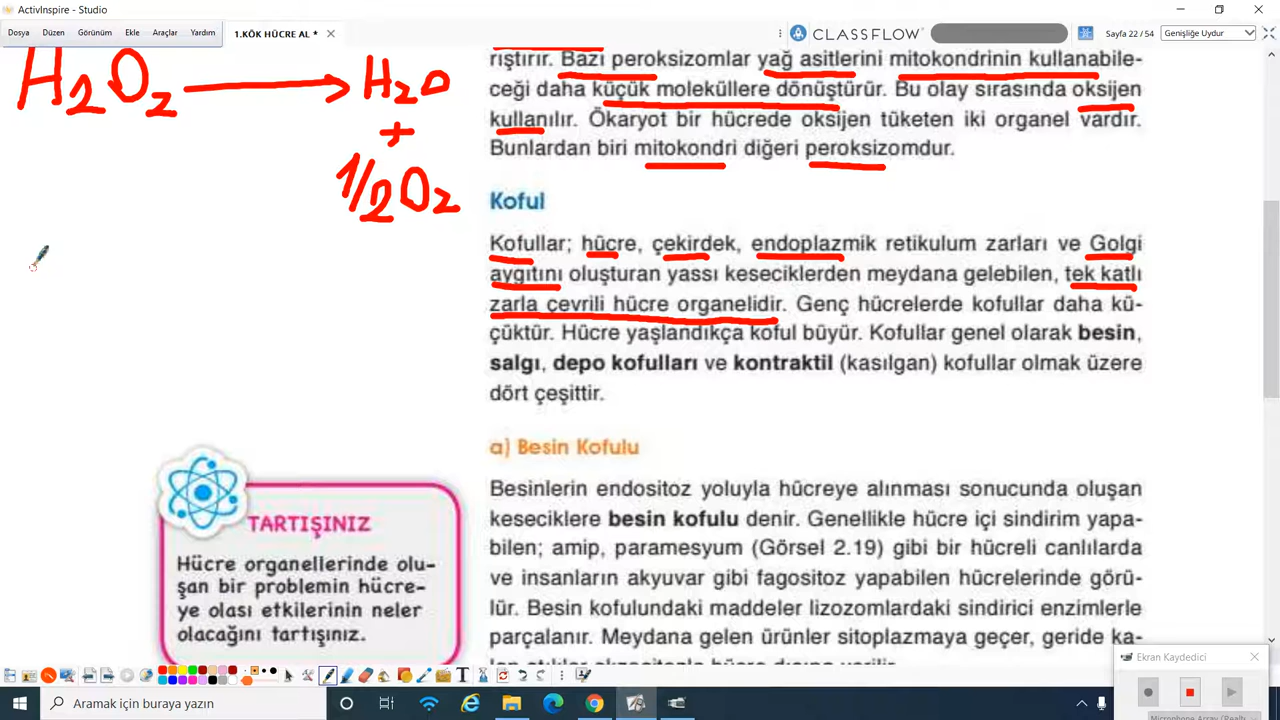 ActivInspire - Studio
Dosya Düzen Görünüm Ekle Araçlar Yardım
1.KÖK HÜCRE AL *
CLASSFLOW
Sayfa 22 / 54
Genişliğe Uydur
H2O2 → H2O
+
1/2O2
riştirir. Bazı peroksizomlar yağ asitlerini mitokondrinin kullanabile-
ceği daha küçük moleküllere dönüştürür. Bu olay sırasında oksijen
kullanılır. Ökaryot bir hücrede oksijen tüketen iki organel vardır.
Bunlardan biri mitokondri diğeri peroksizomdur.
Koful
Kofullar; hücre, çekirdek, endoplazmik retikulum zarları ve Golgi
aygıtını oluşturan yassı keseciklerden meydana gelebilen, tek katlı
zarla çevrili hücre organelidir. Genç hücrelerde kofullar daha kü-
çüktür. Hücre yaşlandıkça koful büyür. Kofullar genel olarak besin,
salgı, depo kofulları ve kontraktil (kasılgan) kofullar olmak üzere
dört çeşittir.
a) Besin Kofulu
Besinlerin endositoz yoluyla hücreye alınması sonucunda oluşan
keseciklere besin kofulu denir. Genellikle hücre içi sindirim yapa-
bilen; amip, paramesyum (Görsel 2.19) gibi bir hücreli canlılarda
ve insanların akyuvar gibi fagositoz yapabilen hücrelerinde görü-
lür. Besin kofulundaki maddeler lizozomlardaki sindirici enzimlerle
parçalanır. Meydana gelen ürünler sitoplazmaya geçer, geride ka-
TARTIŞINIZ
Hücre organellerinde olu-
şan bir problemin hücre-
ye olası etkilerinin neler
olacağını tartışınız.
Ekran Kaydedici
Microphone Array (Realt
Aramak için buraya yazın